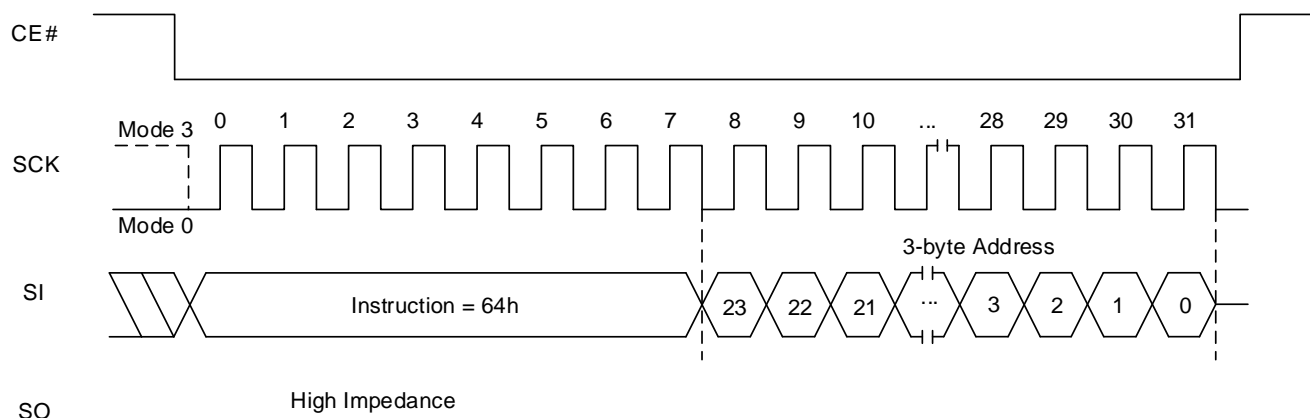 CE#
SCK
Mode 3
0 1 2 3 4 5 6 7 8 9 10 ... 28 29 30 31
Mode 0
3-byte Address
SI
Instruction = 64h
23 22 21 ... 3 2 1 0
SO
High Impedance